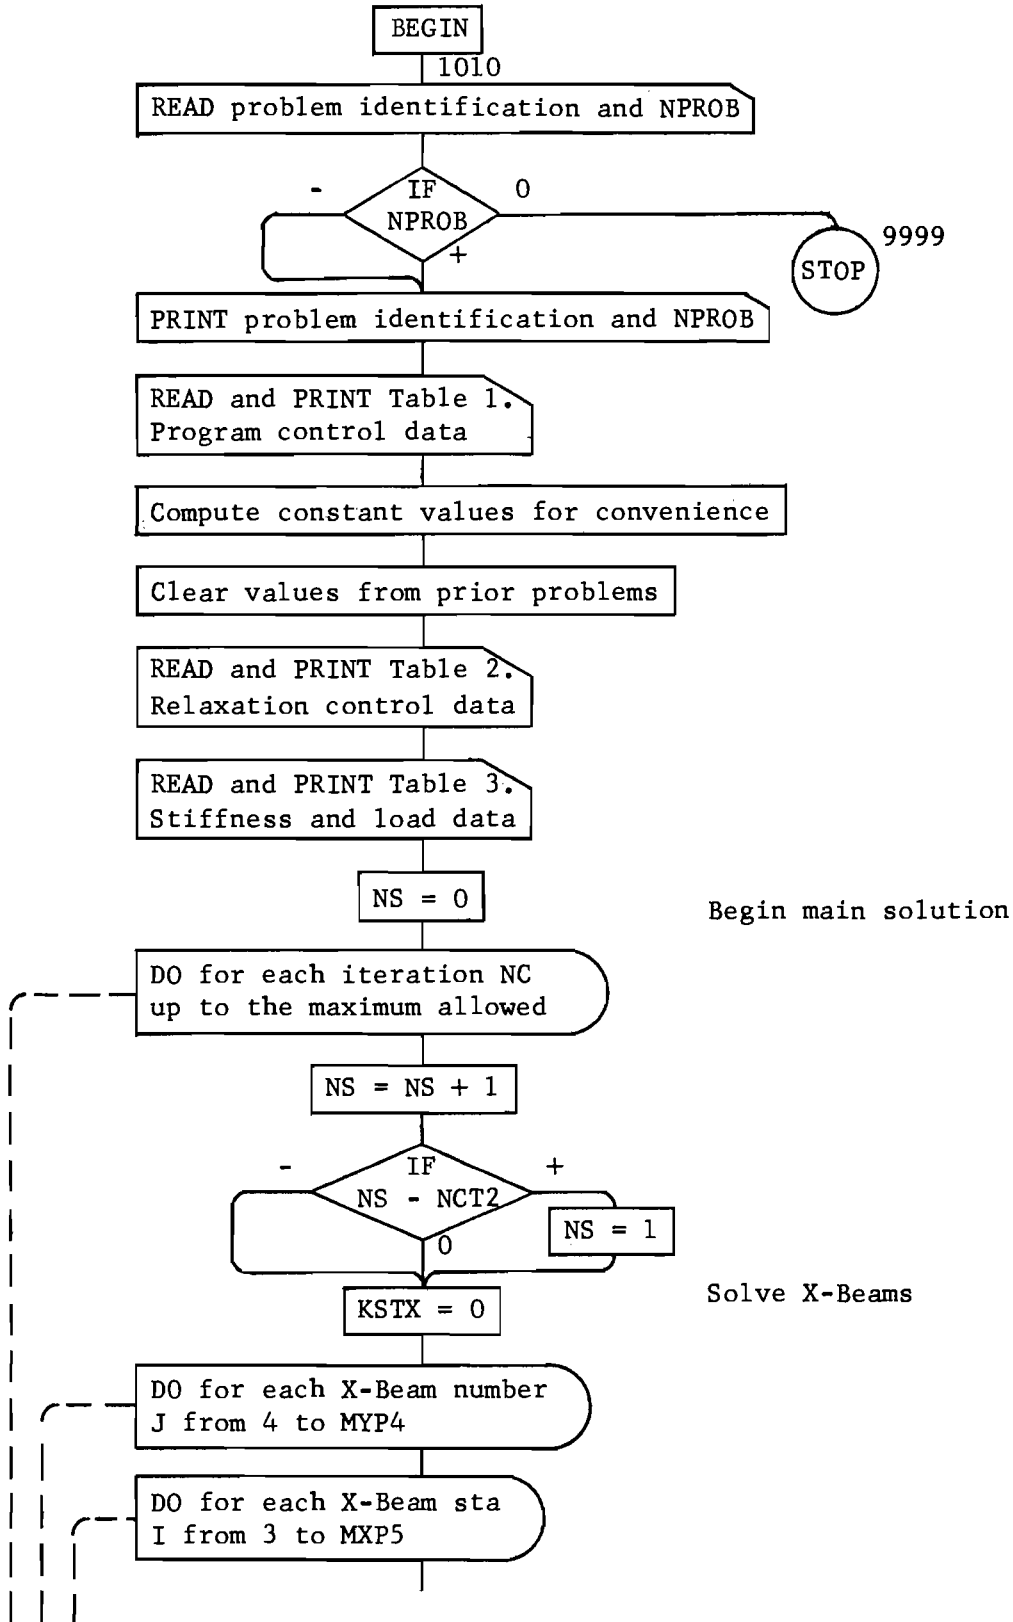 BEGIN
1010
READ problem identification and NPROB
- IF 0
NPROB
+
9999
STOP
PRINT problem identification and NPROB
READ and PRINT Table 1.
Program control data
Compute constant values for convenience
Clear values from prior problems
READ and PRINT Table 2.
Relaxation control data
READ and PRINT Table 3.
Stiffness and load data
NS = 0
Begin main solution
DO for each iteration NC
up to the maximum allowed
NS = NS + 1
- IF +
NS - NCT2
0
NS = 1
KSTX = 0
Solve X-Beams
DO for each X-Beam number
J from 4 to MYP4
DO for each X-Beam sta
I from 3 to MXP5